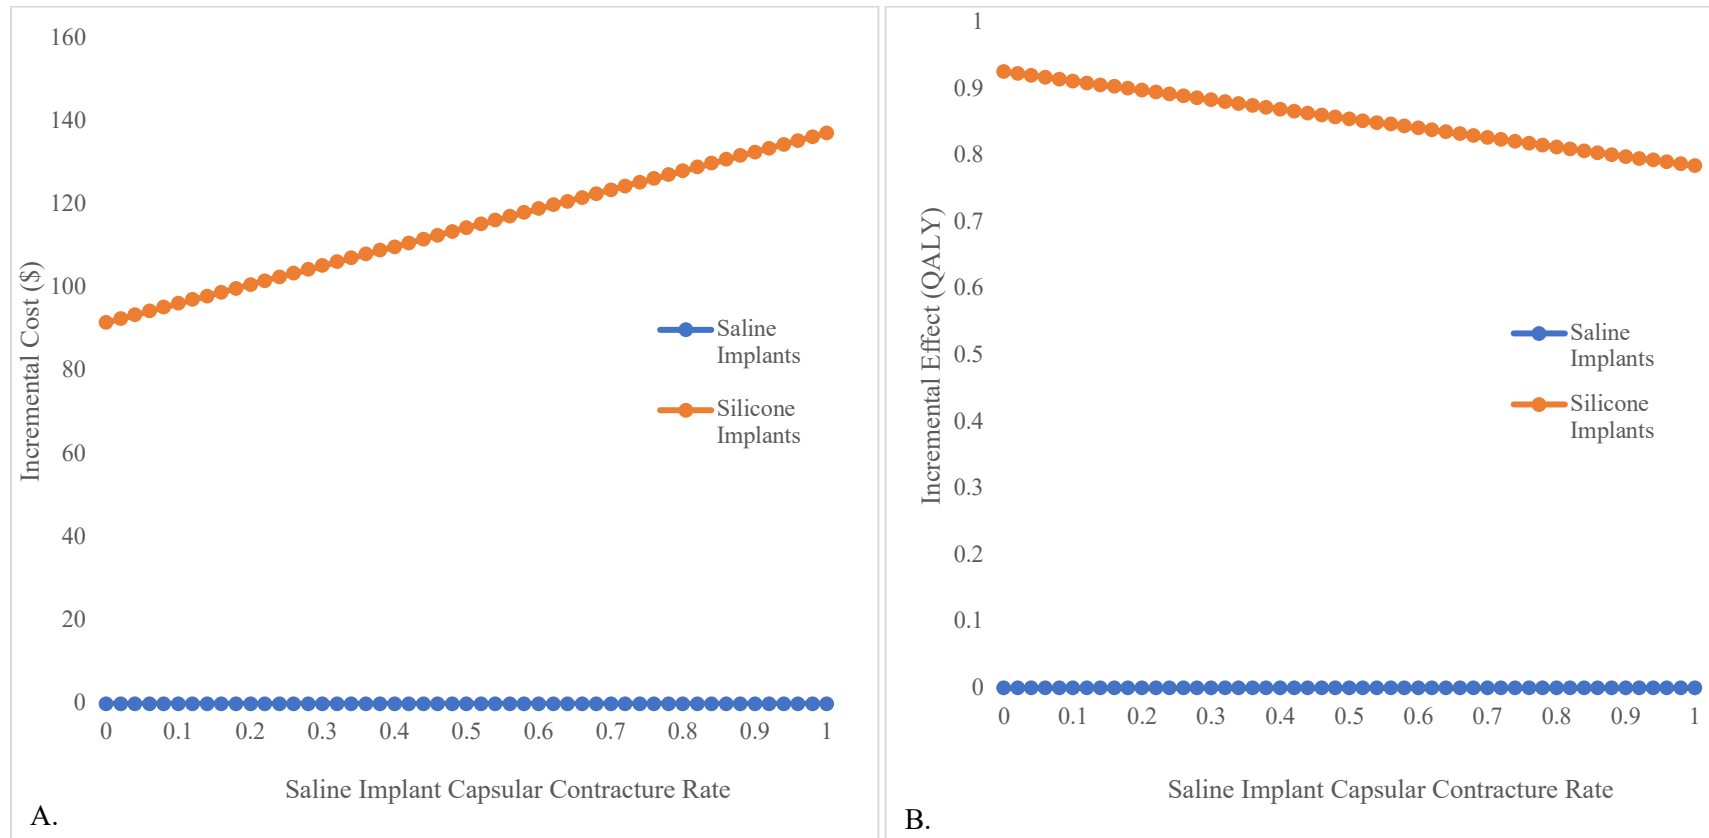 160
140
120
100
80
60
40
20
0
Incremental Cost ($)
Saline
Implants
Silicone
Implants
0 0.1 0.2 0.3 0.4 0.5 0.6 0.7 0.8 0.9 1
Saline Implant Capsular Contracture Rate
A.
1
0.9
0.8
0.7
0.6
0.5
0.4
0.3
0.2
0.1
0
Incremental Effect (QALY)
Saline
Implants
Silicone
Implants
0 0.1 0.2 0.3 0.4 0.5 0.6 0.7 0.8 0.9 1
Saline Implant Capsular Contracture Rate
B.